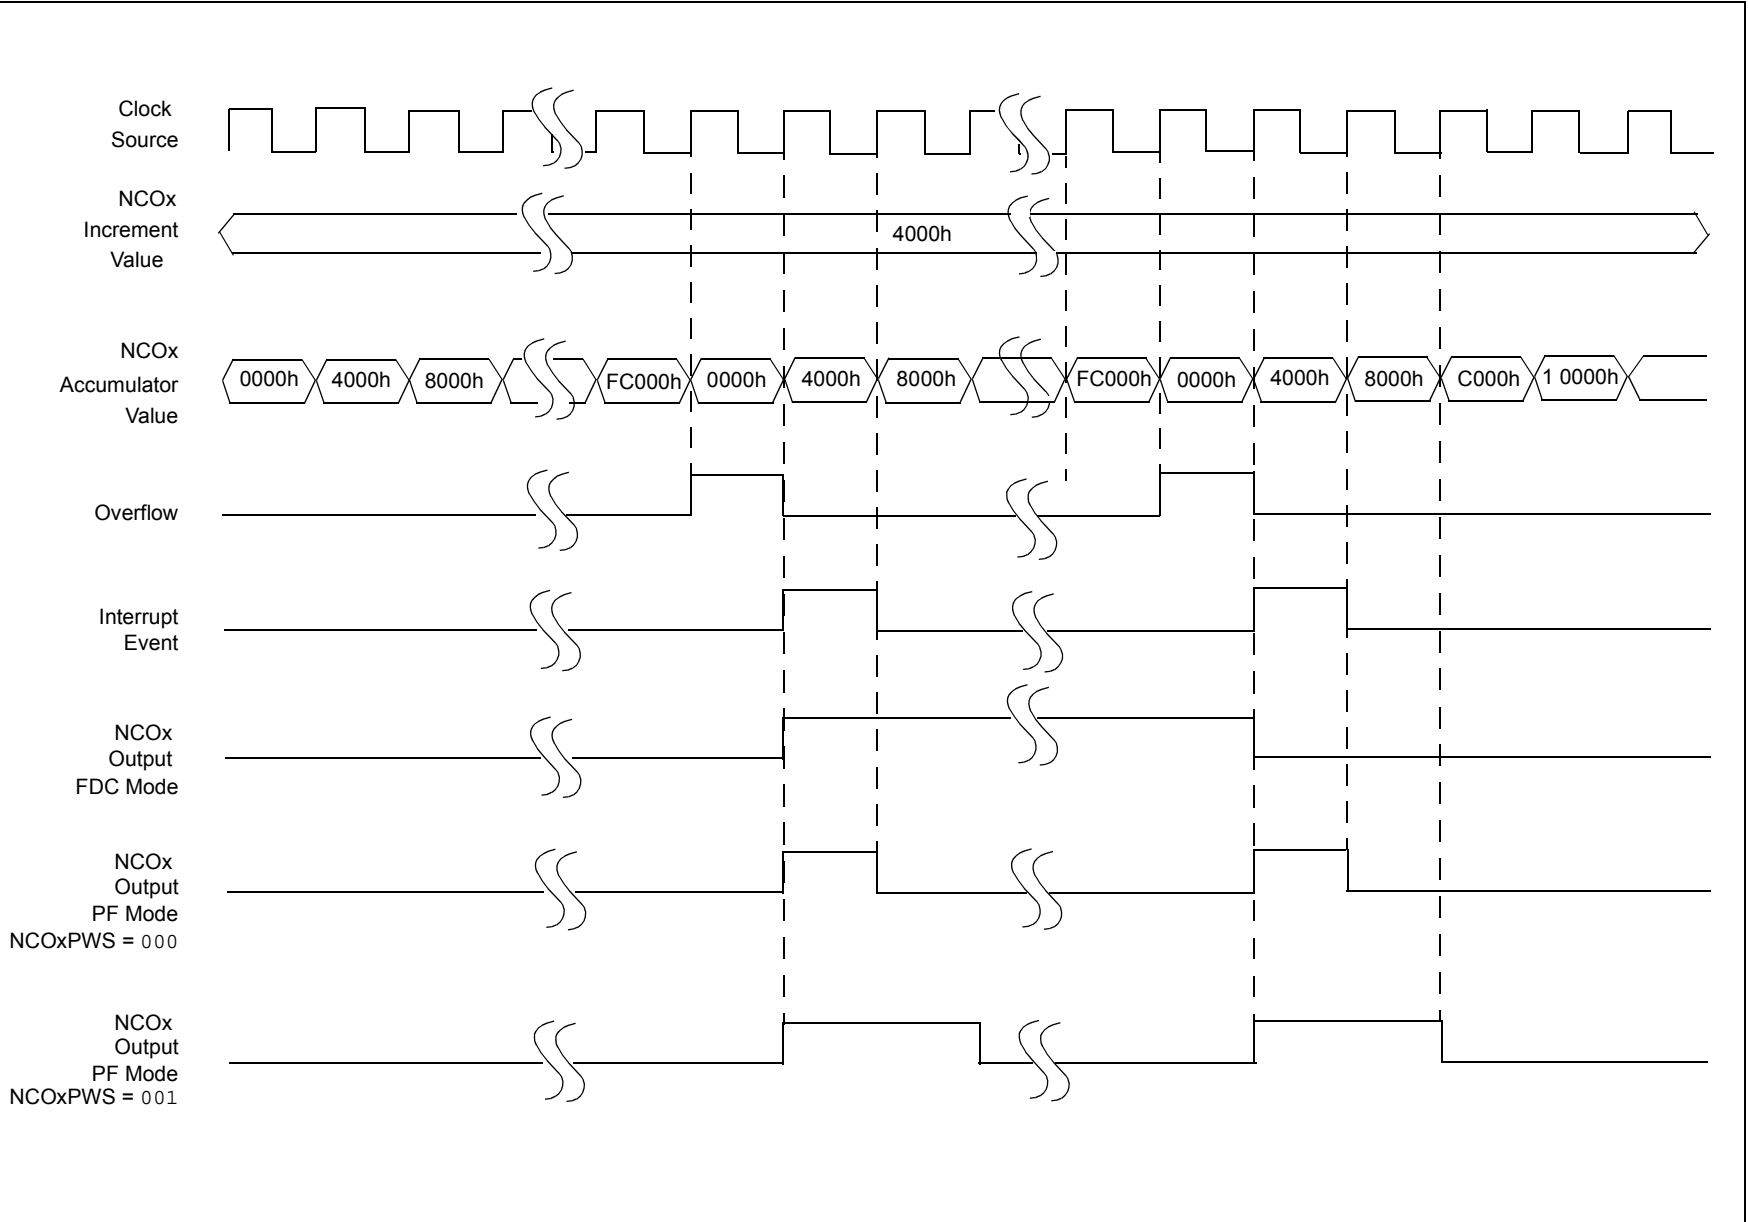 Clock
Source
NCOx
Increment
Value
4000h
NCOx
Accumulator
Value
0000h 4000h 8000h FC000h 0000h 4000h 8000h FC000h 0000h 4000h 8000h C000h 1 0000h
Overflow
Interrupt
Event
NCOx
Output
FDC Mode
NCOx
Output
PF Mode
NCOxPWS = 000
NCOx
Output
PF Mode
NCOxPWS = 001